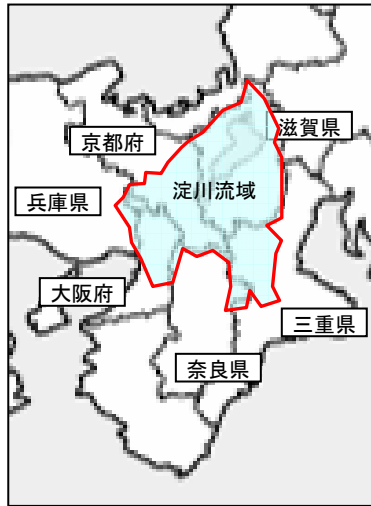 京都府
滋賀県
兵庫県
淀川流域
大阪府
三重県
奈良県